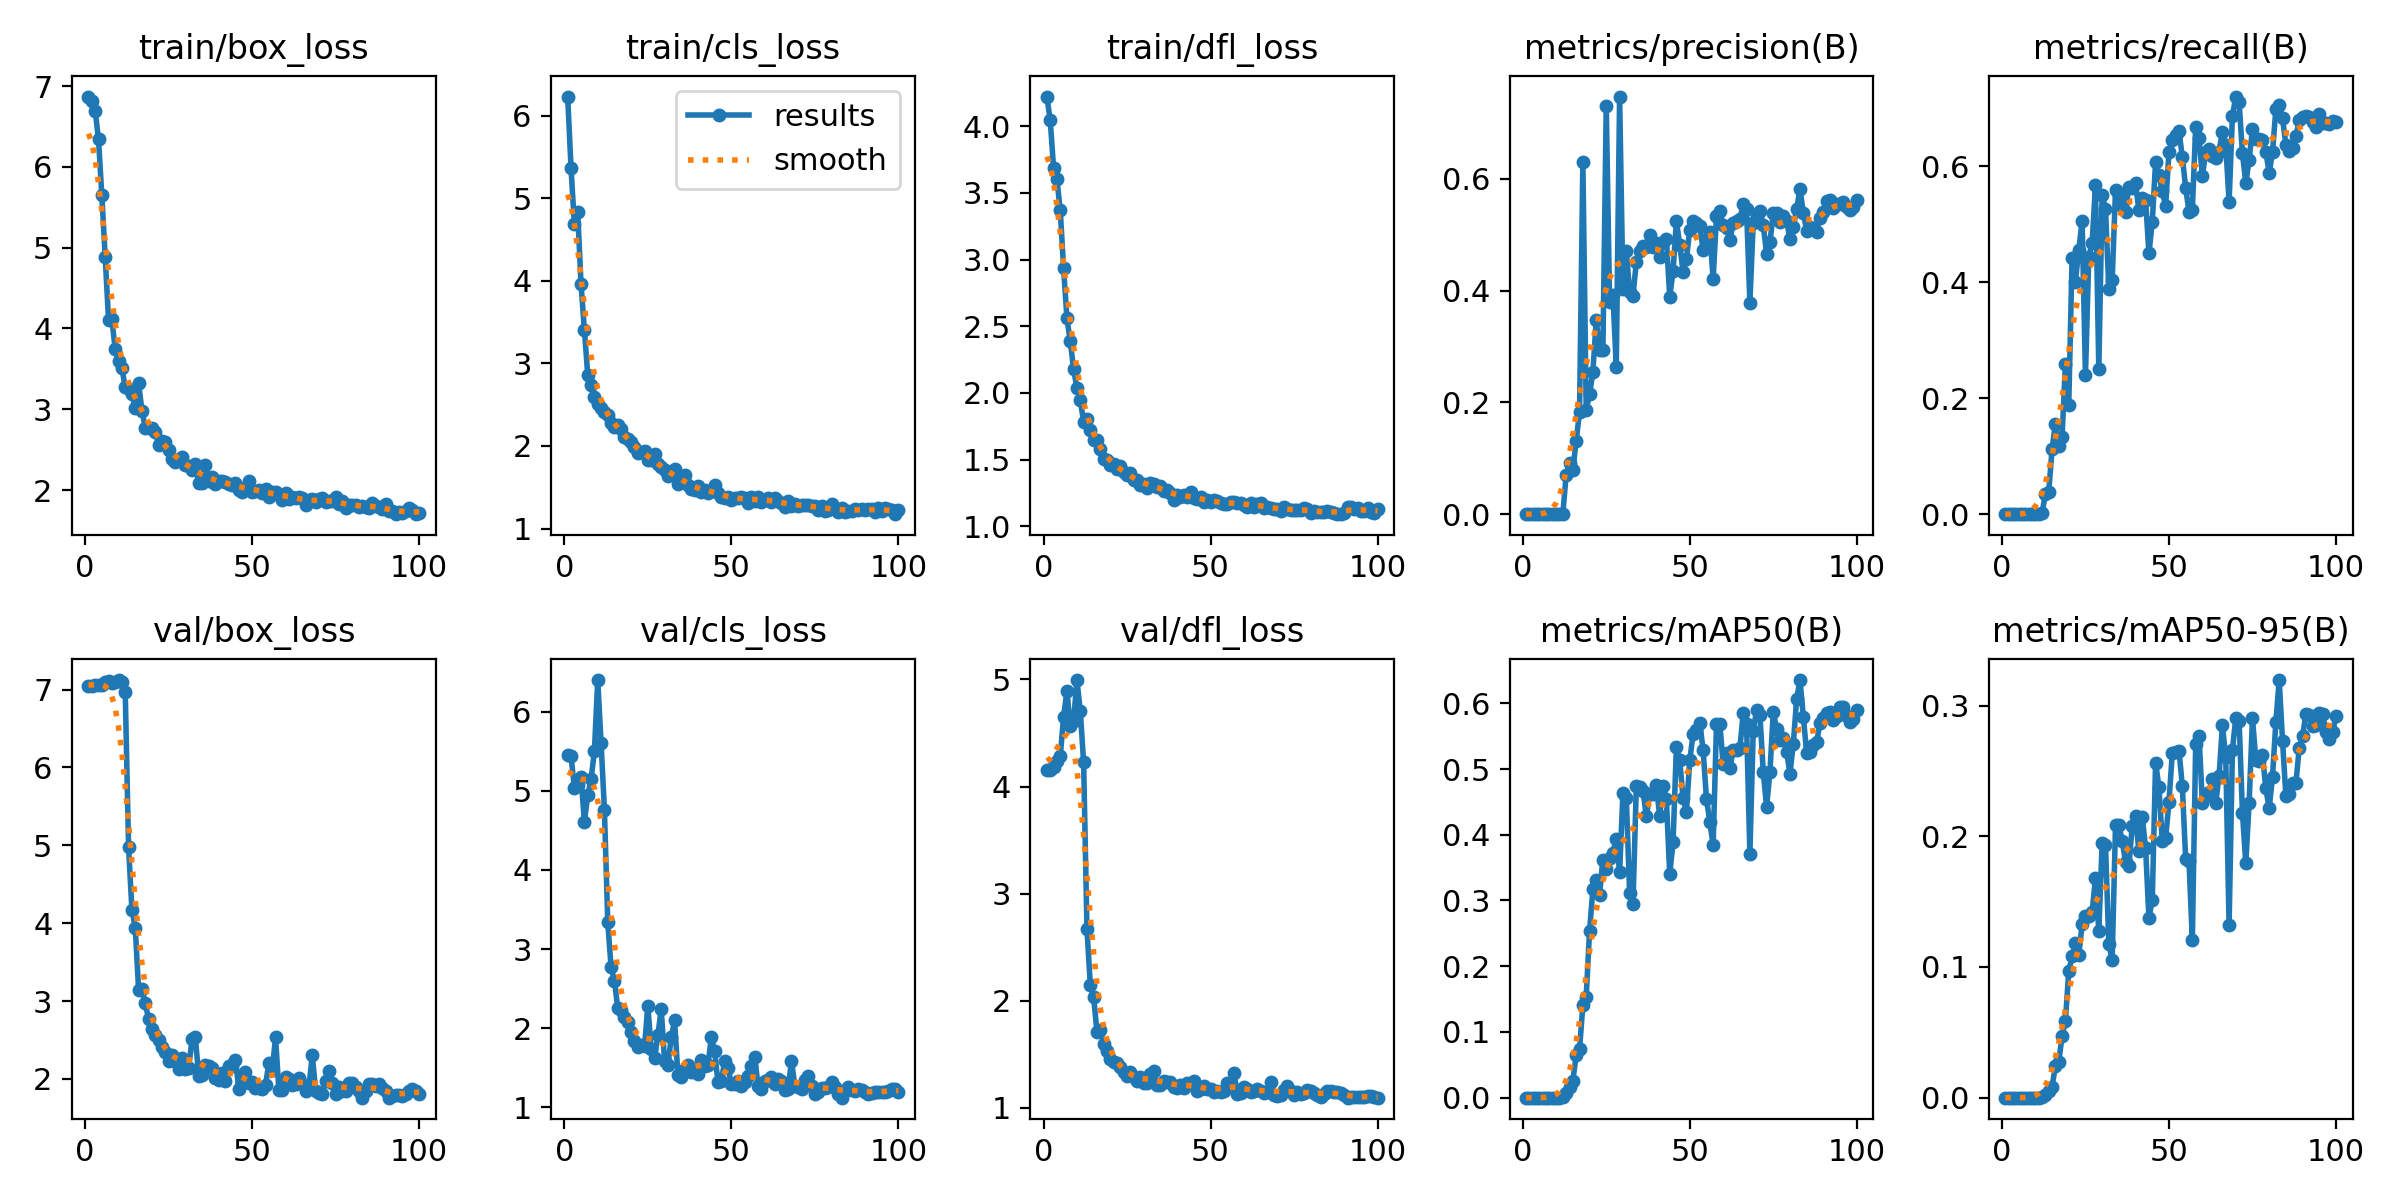 train/box_loss
7
6
5
4
3
2
0 50 100
train/cls_loss
6
5
4
3
2
1
0 50 100
results
smooth
train/dfl_loss
4.0
3.5
3.0
2.5
2.0
1.5
1.0
0 50 100
metrics/precision(B)
0.6
0.4
0.2
0.0
0 50 100
metrics/recall(B)
0.6
0.4
0.2
0.0
0 50 100
val/box_loss
7
6
5
4
3
2
0 50 100
val/cls_loss
6
5
4
3
2
1
0 50 100
val/dfl_loss
5
4
3
2
1
0 50 100
metrics/mAP50(B)
0.6
0.5
0.4
0.3
0.2
0.1
0.0
0 50 100
metrics/mAP50-95(B)
0.3
0.2
0.1
0.0
0 50 100